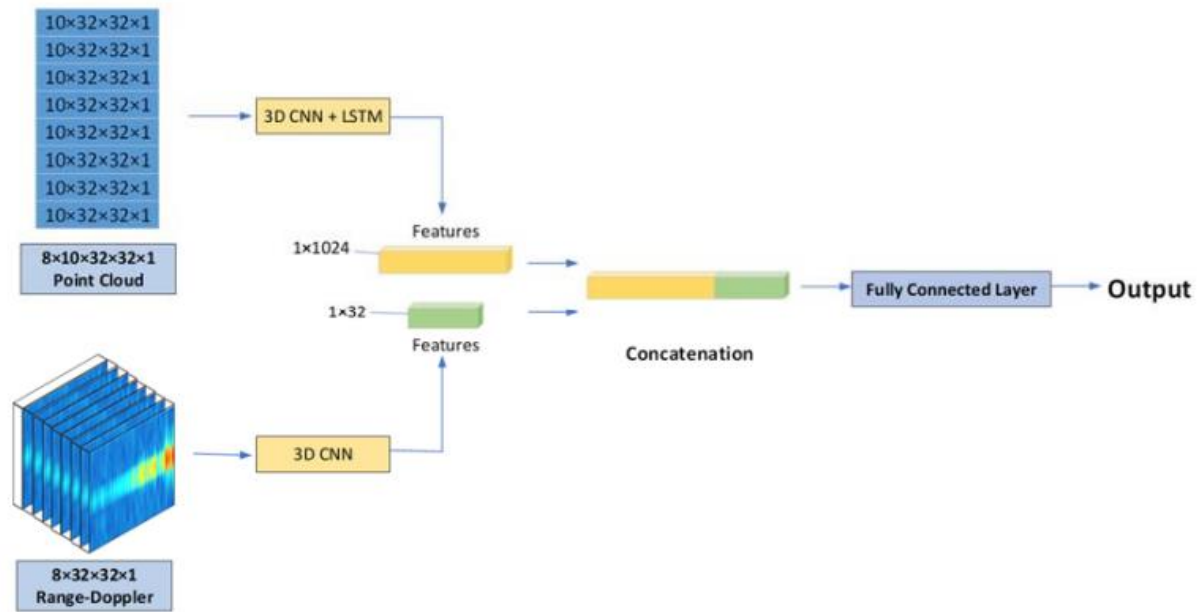 10×32×32×1
10×32×32×1
10×32×32×1
10×32×32×1
10×32×32×1
10×32×32×1
10×32×32×1
10×32×32×1
8×10×32×32×1
Point Cloud
3D CNN + LSTM
Features
1×1024
1×32
Features
Concatenation
Fully Connected Layer
Output
3D CNN
8×32×32×1
Range-Doppler